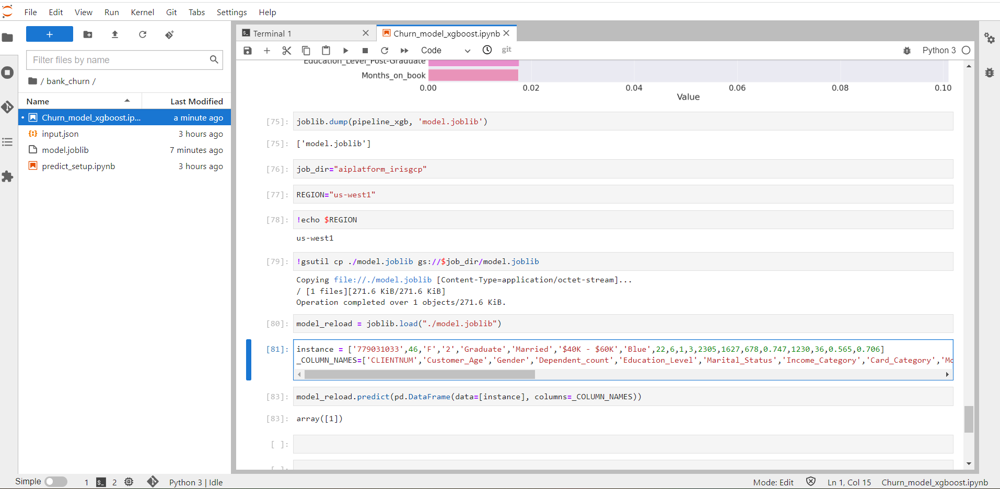 File Edit View Run Kernel Git Tabs Settings Help
+
Filter files by name
/ bank_churn /
Name Last Modified
Churn_model_xgboost.ip... a minute ago
input.json 3 hours ago
model.joblib 7 minutes ago
predict_setup.ipynb 3 hours ago
Terminal 1
Churn_model_xgboost.ipynb
Code git Python 3
Education_Level_Post-Graduate
Months_on_book
0.00 0.02 0.04 0.06 0.08 0.10
Value
[75]: joblib.dump(pipeline_xgb, 'model.joblib')
[75]: ['model.joblib']
[76]: job_dir="aiplatform_irisgcp"
[77]: REGION="us-west1"
[78]: !echo $REGION
us-west1
[79]: !gsutil cp ./model.joblib gs://$job_dir/model.joblib
Copying file://./model.joblib [Content-Type=application/octet-stream]...
/ [1 files][271.6 KiB/271.6 KiB]
Operation completed over 1 objects/271.6 KiB.
[80]: model_reload = joblib.load("./model.joblib")
[81]: instance = ['779031033',46,'F','2','Graduate','Married','$40K - $60K','Blue',22,6,1,3,2305,1627,678,0.747,1230,36,0.565,0.706]
_COLUMN_NAMES=['CLIENTNUM','Customer_Age','Gender','Dependent_count','Education_Level','Marital_Status','Income_Category','Card_Category','Mo
[83]: model_reload.predict(pd.DataFrame(data=[instance], columns=_COLUMN_NAMES))
[83]: array([1])
[ ]:
[ ]:
Simple 1 2 Python 3 | Idle Mode: Edit Ln 1, Col 15 Churn_model_xgboost.ipynb